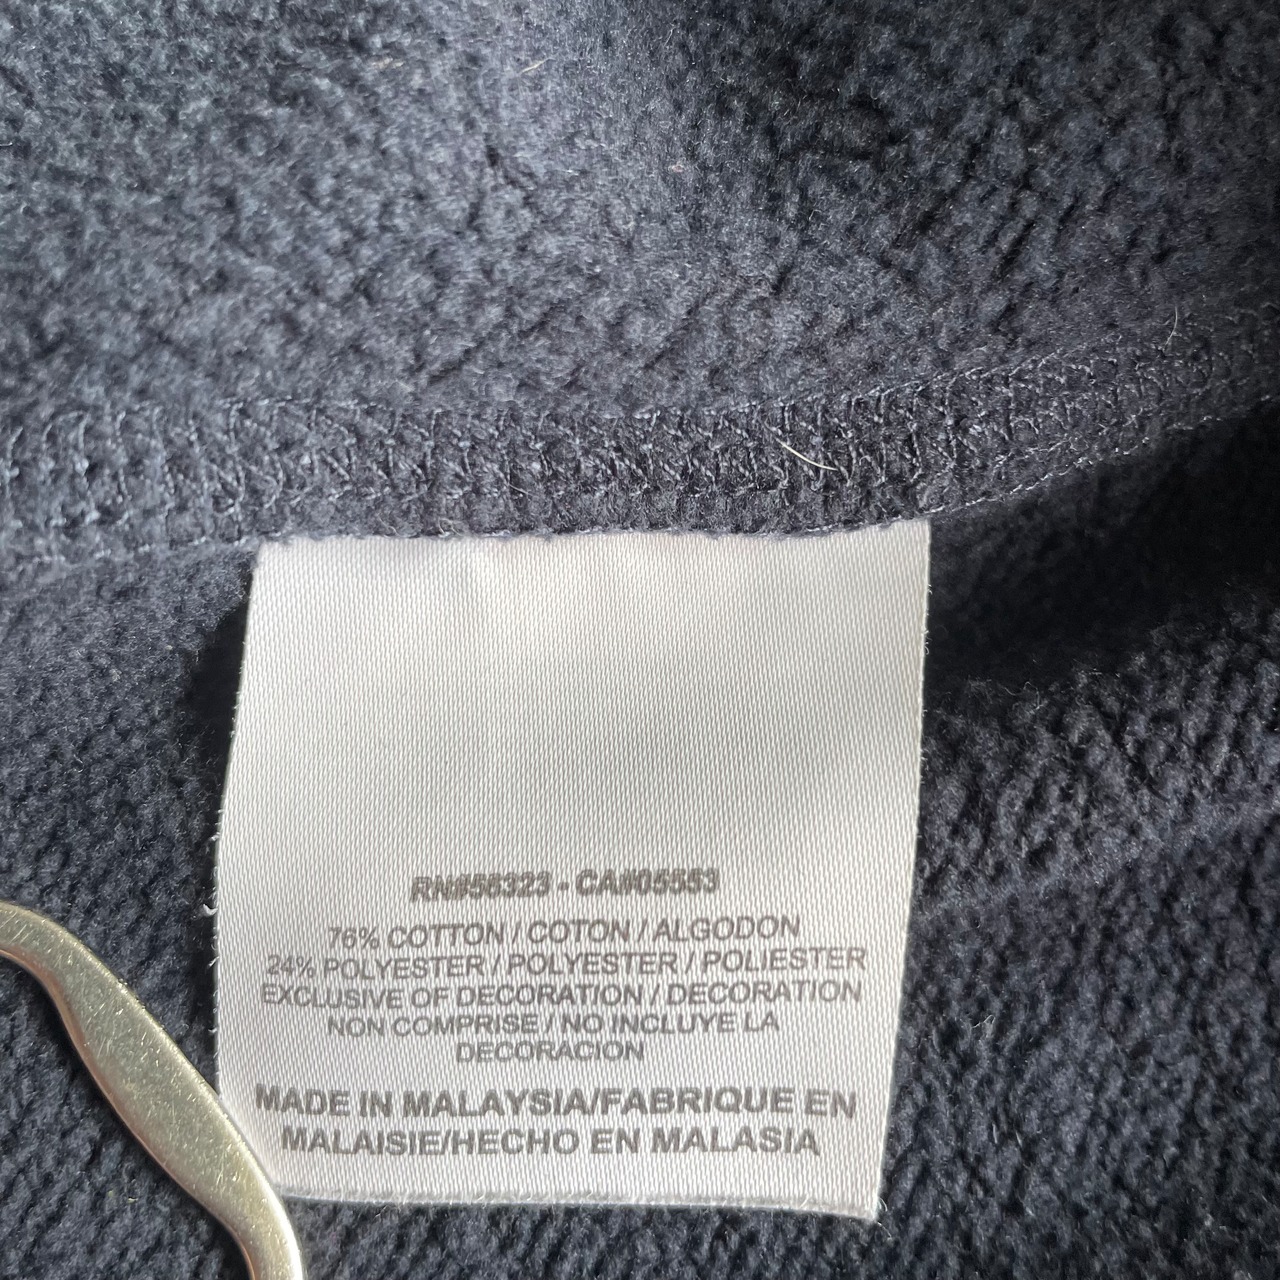 RN#56323 - CA#05553
76% COTTON / COTON / ALGODON
24% POLYESTER / POLYESTER / POLIESTER
EXCLUSIVE OF DECORATION / DECORATION
NON COMPRISE / NO INCLUYE LA
DECORACION
MADE IN MALAYSIA/FABRIQUE EN
MALAISIE/HECHO EN MALASIA